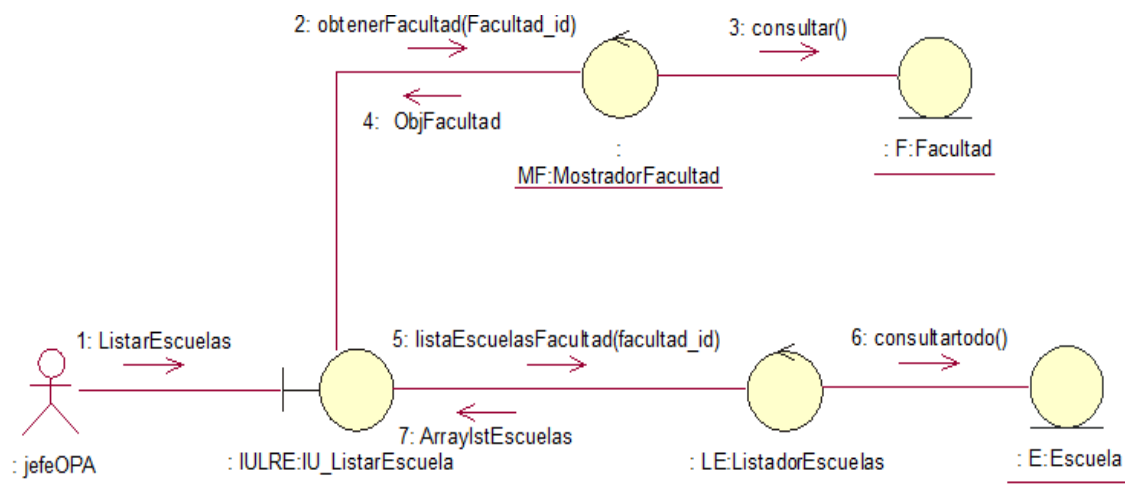 2: obtenerFacultad(Facultad_id)
3: consultar()
4: ObjFacultad
:
MF:MostradorFacultad
: F:Facultad
1: ListarEscuelas
5: listaEscuelasFacultad(facultad_id)
6: consultartodo()
7: ArraylstEscuelas
: jefeOPA
: IULRE:IU_ListarEscuela
: LE:ListadorEscuelas
: E:Escuela